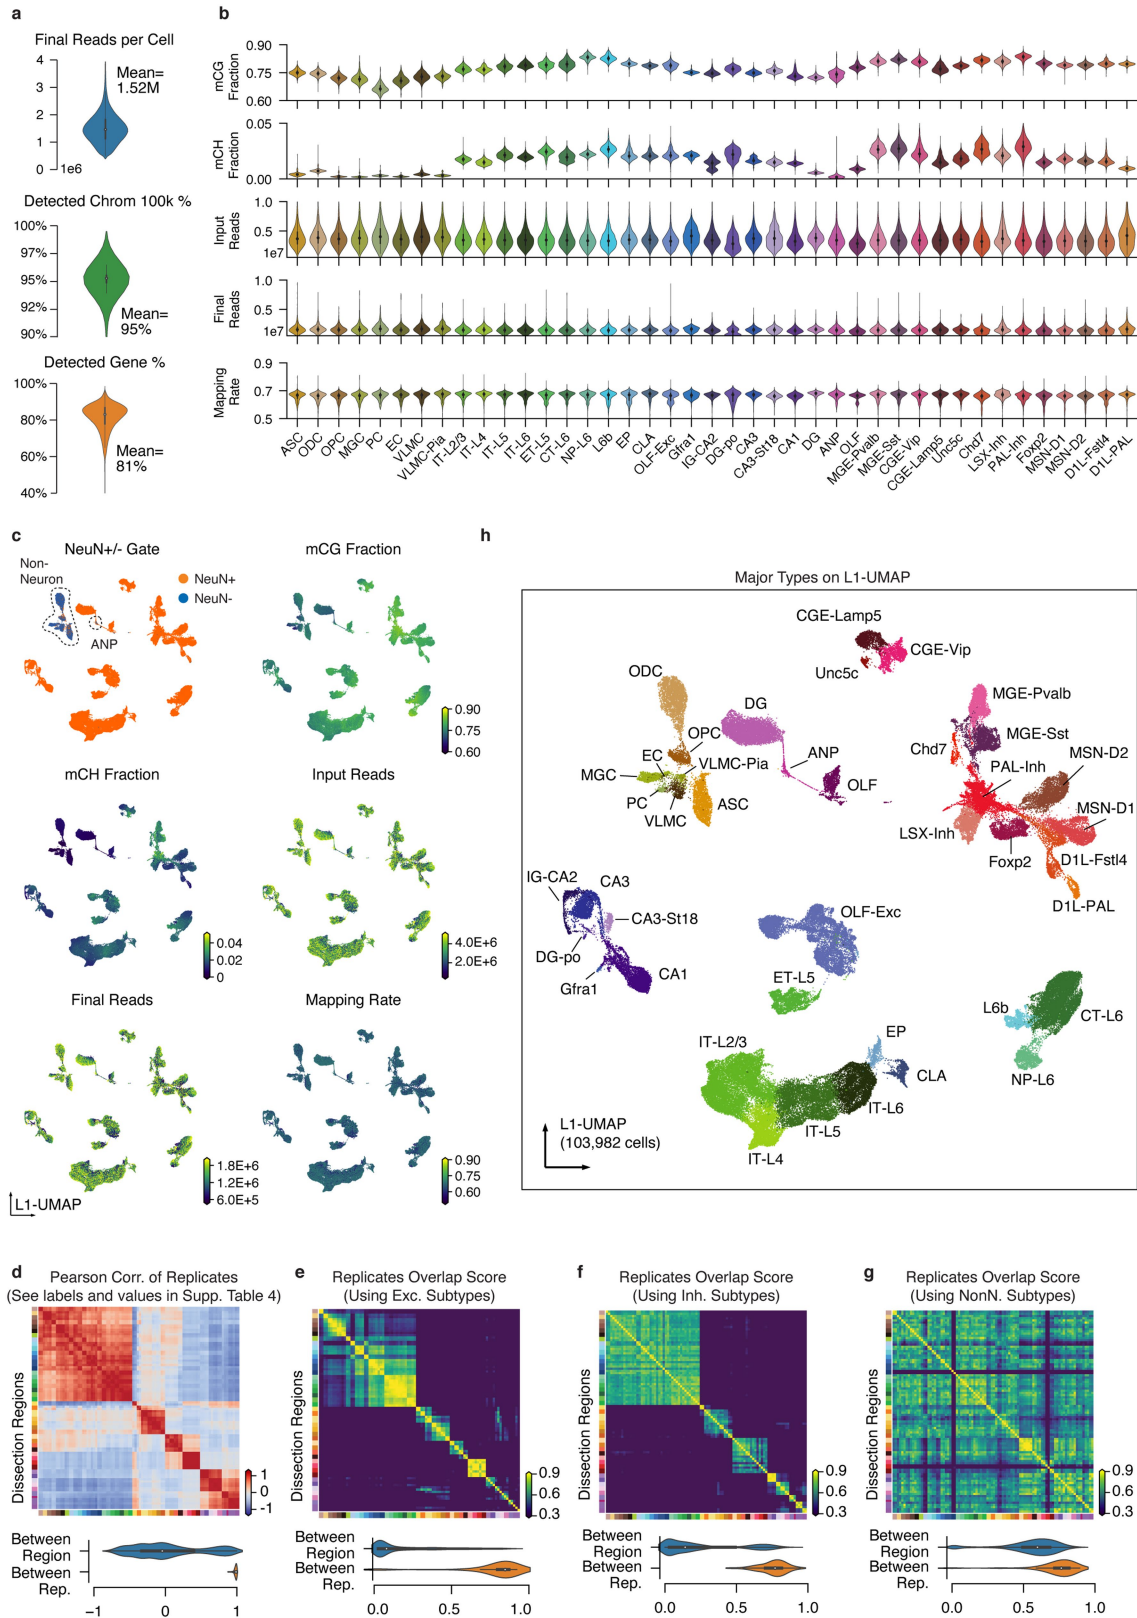 a
Final Reads per Cell
4
3
2
1
0
1e6
Mean=
1.52M
Detected Chrom 100k %
100%
97%
95%
92%
90%
Mean=
95%
Detected Gene %
100%
80%
60%
40%
Mean=
81%
b
mCG
Fraction
0.90
0.75
0.60
mCH
Fraction
0.05
0.00
Input
Reads
1.0
0.5
1e7
Final
Reads
1.0
0.5
1e7
Mapping
Rate
0.9
0.7
0.5
ASC
ODC
OPC
MGC
PC
EC
VLMC
VLMC-Pia
IT-L2/3
IT-L4
IT-L5
IT-L6
ET-L5
CT-L6
NP-L6
L6b
EP
CLA
OLF-Exc
Gfra1
IG-CA2
DG-po
CA3
CA3-St18
CA1
DG
ANP
OLF
MGE-Pvalb
MGE-Sst
CGE-Vip
CGE-Lamp5
Unc5c
Chd7
LSX-Inh
PAL-Inh
Foxp2
MSN-D1
MSN-D2
D1L-Fstl4
D1L-PAL
c
NeuN+/- Gate
Non-
Neuron
NeuN+
NeuN-
ANP
mCG Fraction
0.90
0.75
0.60
mCH Fraction
0.04
0.02
0
Input Reads
4.0E+6
2.0E+6
Final Reads
1.8E+6
1.2E+6
6.0E+5
L1-UMAP
Mapping Rate
0.90
0.75
0.60
h
Major Types on L1-UMAP
CGE-Lamp5
CGE-Vip
Unc5c
ODC
DG
MGE-Pvalb
OPC
MGE-Sst
EC
VLMC-Pia
ANP
Chd7
MSN-D2
MGC
PAL-Inh
PC
OLF
VLMC
ASC
MSN-D1
LSX-Inh
Foxp2
D1L-Fstl4
D1L-PAL
IG-CA2
CA3
CA3-St18
OLF-Exc
DG-po
Gfra1
CA1
ET-L5
L6b
CT-L6
NP-L6
IT-L2/3
EP
CLA
IT-L6
IT-L5
IT-L4
L1-UMAP
(103,982 cells)
d
Pearson Corr. of Replicates
(See labels and values in Supp. Table 4)
Dissection Regions
1
0
-1
Between
Region
Between
Rep.
−1
0
1
e
Replicates Overlap Score
(Using Exc. Subtypes)
Dissection Regions
0.9
0.6
0.3
Between
Region
Between
Rep.
0.0
0.5
1.0
f
Replicates Overlap Score
(Using Inh. Subtypes)
Dissection Regions
0.9
0.6
0.3
Between
Region
Between
Rep.
0.0
0.5
1.0
g
Replicates Overlap Score
(Using NonN. Subtypes)
Dissection Regions
0.9
0.6
0.3
Between
Region
Between
Rep.
0.0
0.5
1.0